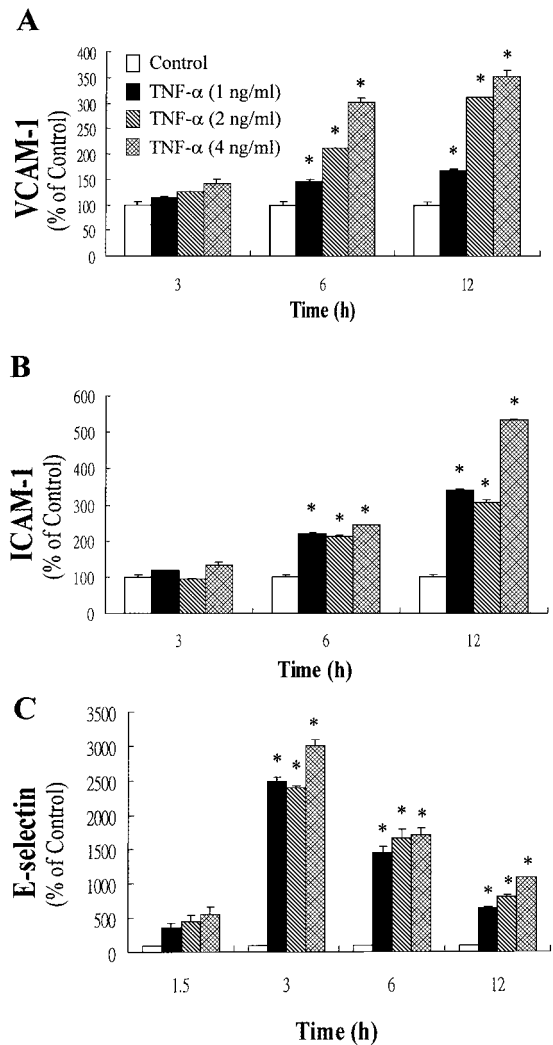 A
VCAM-1
(% of Control)
400
350
300
250
200
150
100
50
0
Control
TNF-α (1 ng/ml)
TNF-α (2 ng/ml)
TNF-α (4 ng/ml)
* * * * * *
3 6 12
Time (h)
B
ICAM-1
(% of Control)
600
500
400
300
200
100
0
* * * * * *
3 6 12
Time (h)
C
E-selectin
(% of Control)
3500
3000
2500
2000
1500
1000
500
0
* * * * * * * * *
1.5 3 6 12
Time (h)